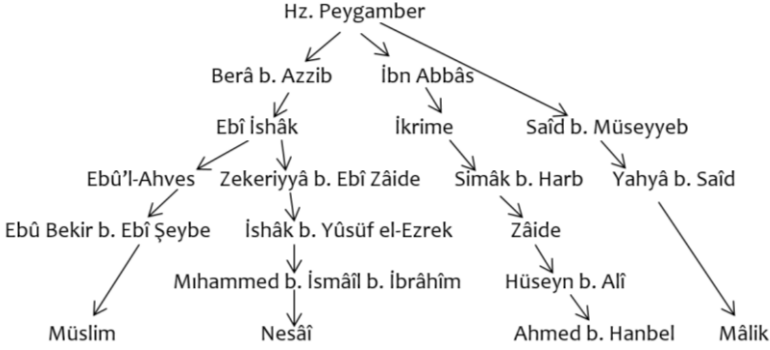 Hz. Peygamber
Berâ b. Azzib İbn Abbâs
Ebî İshâk İkrime Saîd b. Müseyyeb
Ebû’l-Ahves Zekeriyyâ b. Ebî Zâide Simâk b. Harb Yahyâ b. Saîd
Ebû Bekir b. Ebî Şeybe İshâk b. Yûsüf el-Ezrek Zâide
Mıhammed b. İsmâîl b. İbrâhîm Hüseyn b. Alî
Müslim Nesâî Ahmed b. Hanbel Mâlik